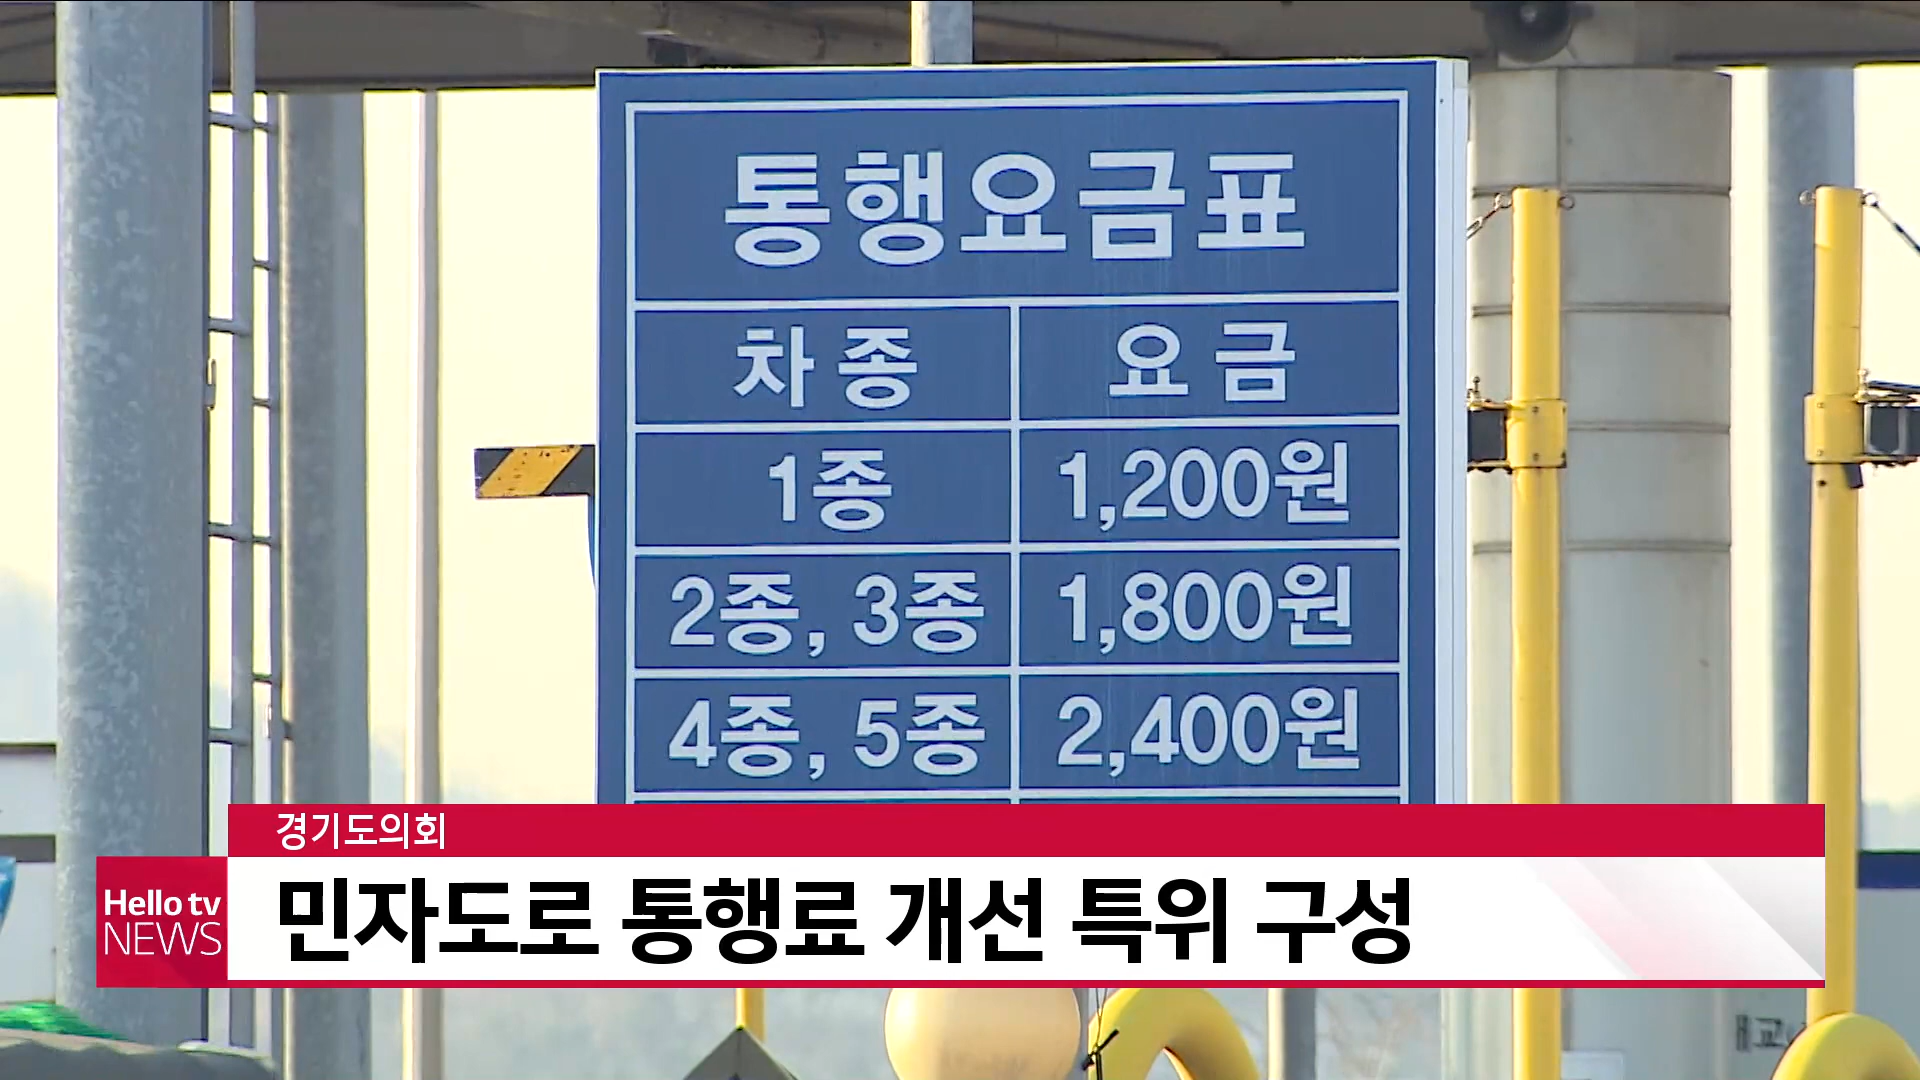 통행요금표
차종 요금
1종 1,200원
2종, 3종 1,800원
4종, 5종 2,400원
경기도의회
Hello tv
NEWS
민자도로 통행료 개선 특위 구성